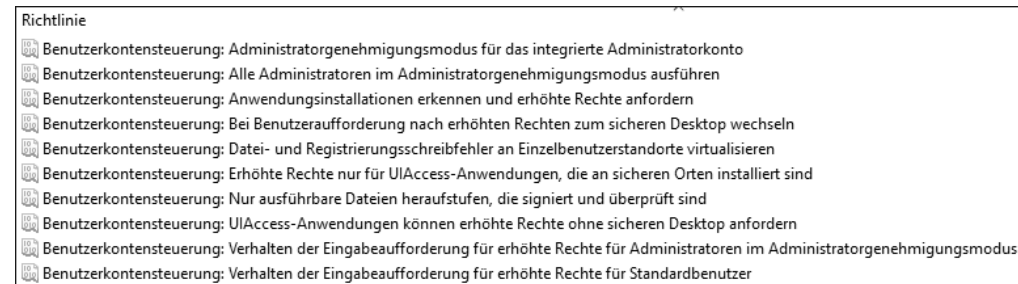 Richtlinie
Benutzerkontensteuerung: Administratorgenehmigungsmodus für das integrierte Administratorkonto
Benutzerkontensteuerung: Alle Administratoren im Administratorgenehmigungsmodus ausführen
Benutzerkontensteuerung: Anwendungsinstallationen erkennen und erhöhte Rechte anfordern
Benutzerkontensteuerung: Bei Benutzeraufforderung nach erhöhten Rechten zum sicheren Desktop wechseln
Benutzerkontensteuerung: Datei- und Registrierungsschreibfehler an Einzelbenutzerstandorte virtualisieren
Benutzerkontensteuerung: Erhöhte Rechte nur für UIAccess-Anwendungen, die an sicheren Orten installiert sind
Benutzerkontensteuerung: Nur ausführbare Dateien heraufstufen, die signiert und überprüft sind
Benutzerkontensteuerung: UIAccess-Anwendungen können erhöhte Rechte ohne sicheren Desktop anfordern
Benutzerkontensteuerung: Verhalten der Eingabeaufforderung für erhöhte Rechte für Administratoren im Administratorgenehmigungsmodus
Benutzerkontensteuerung: Verhalten der Eingabeaufforderung für erhöhte Rechte für Standardbenutzer